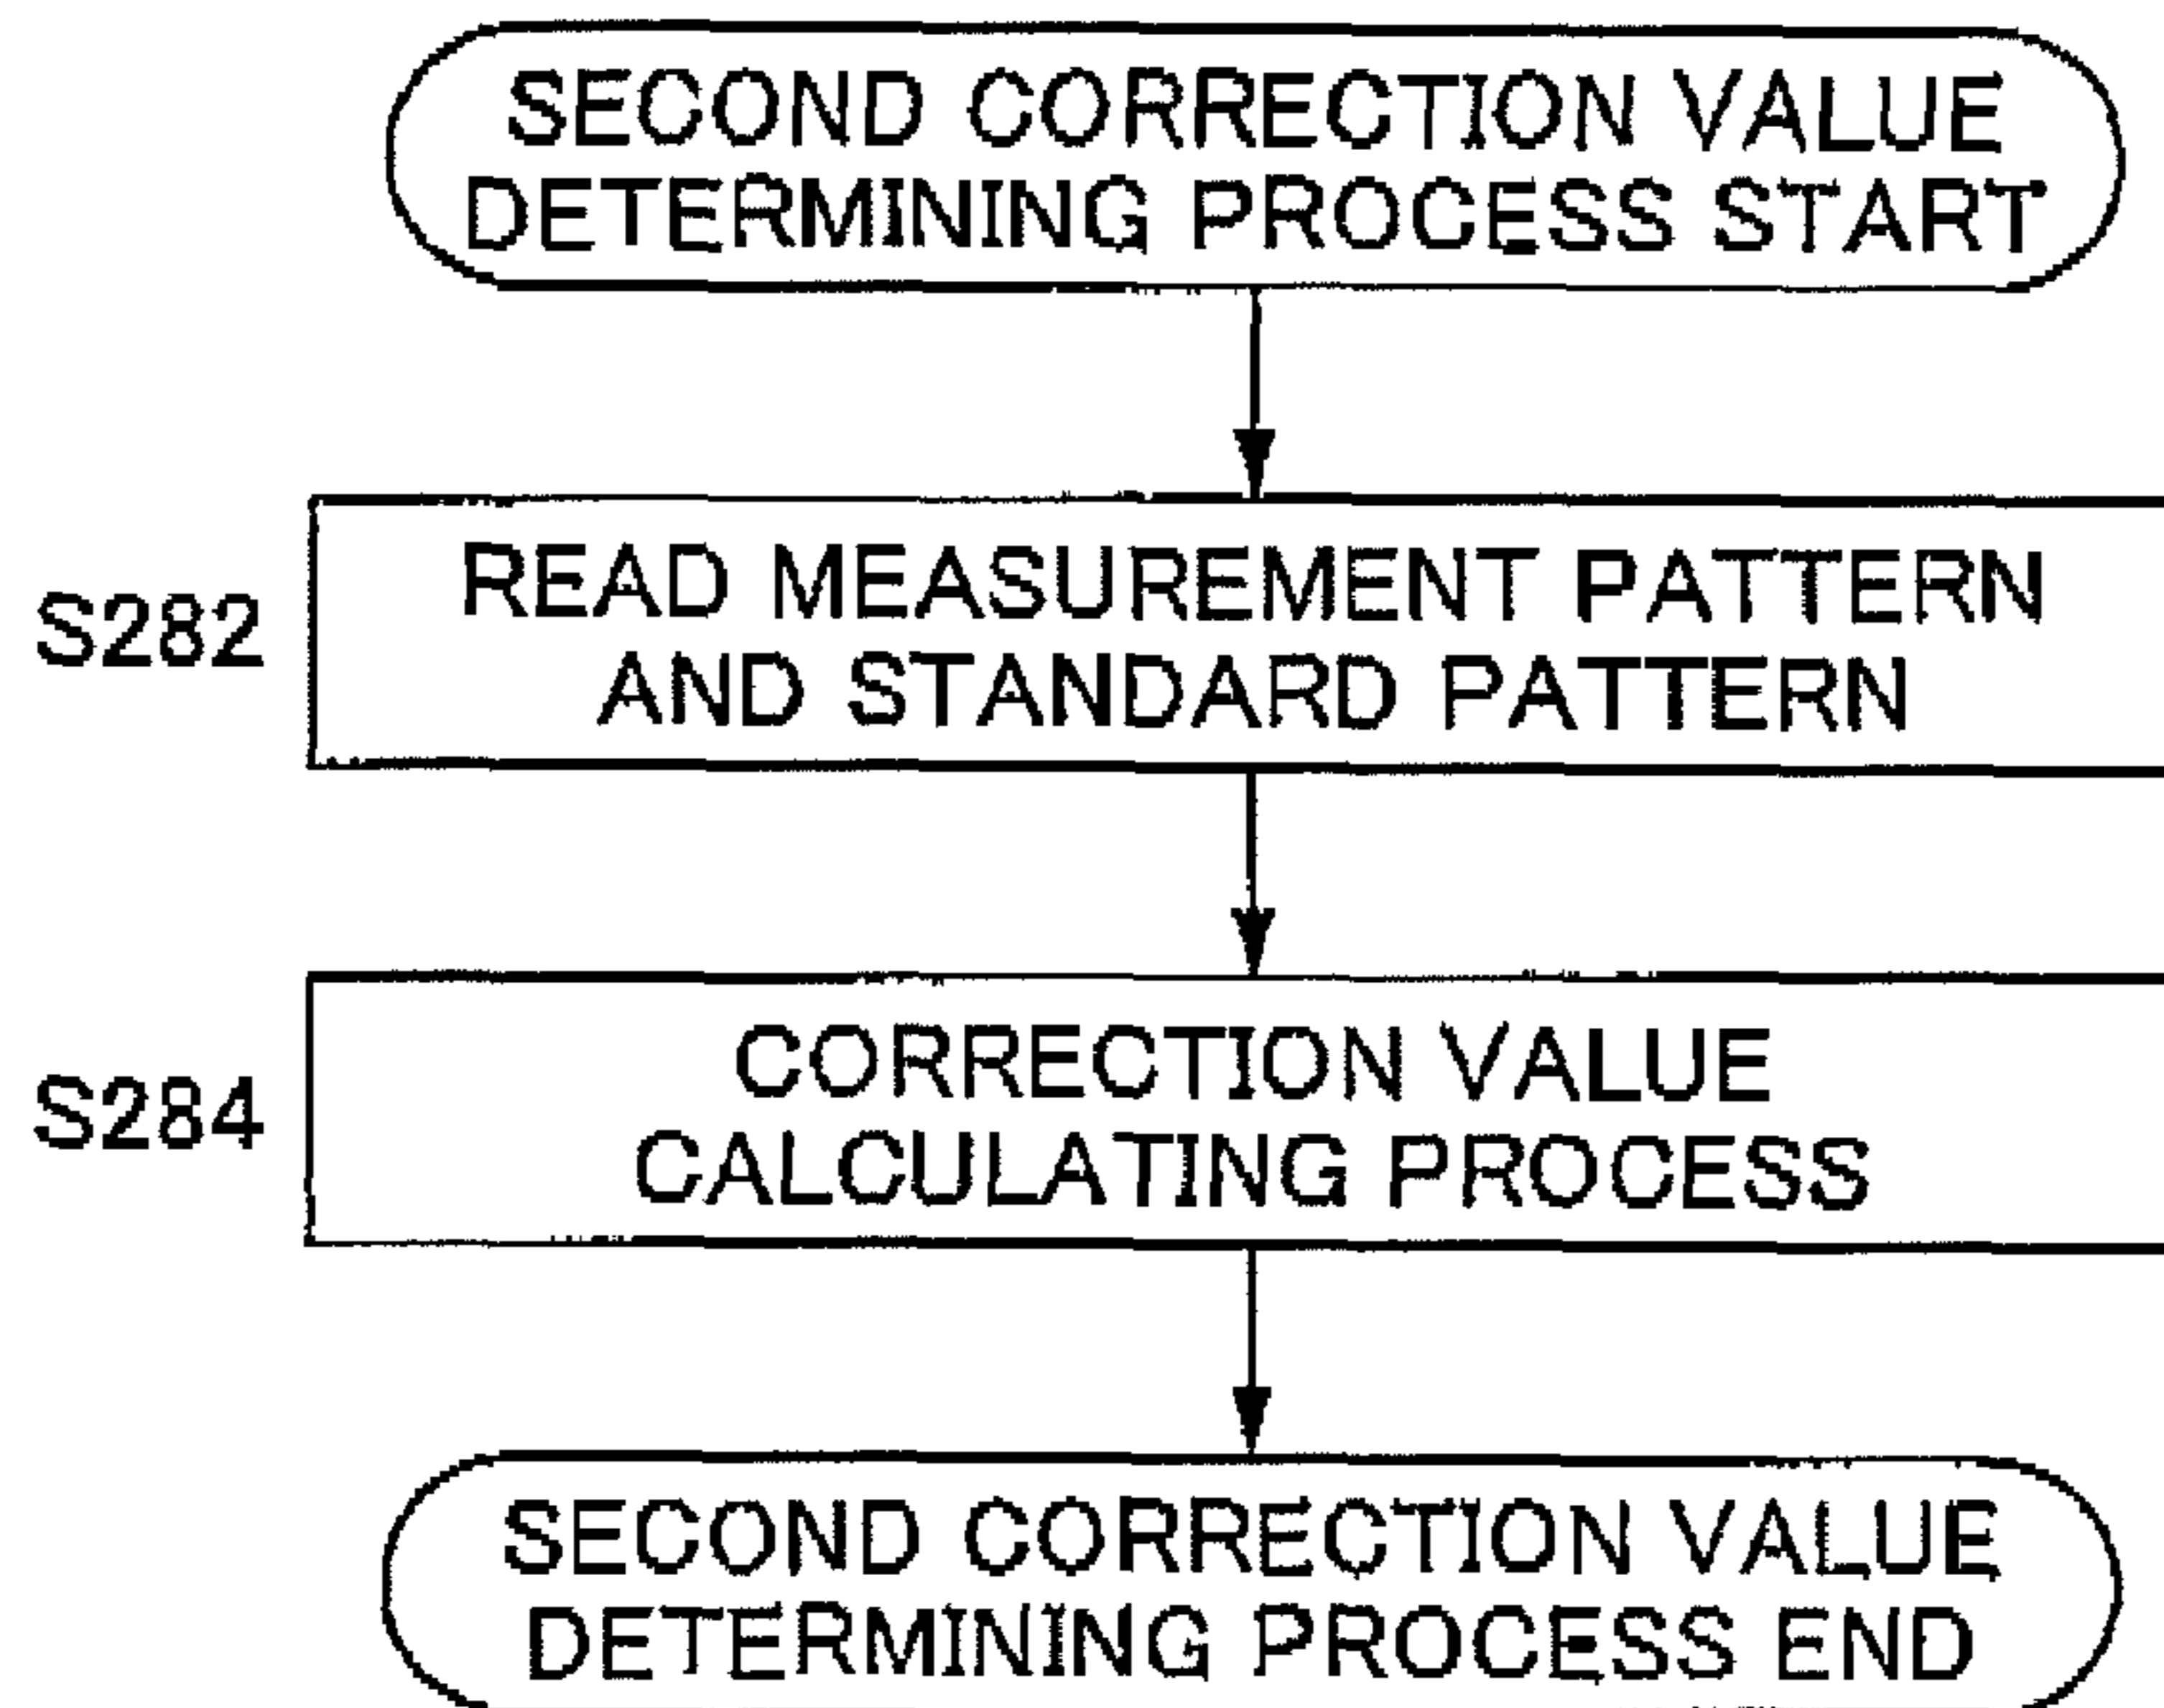 SECOND CORRECTION VALUE
DETERMINING PROCESS START
S282
READ MEASUREMENT PATTERN
AND STANDARD PATTERN
S284
CORRECTION VALUE
CALCULATING PROCESS
SECOND CORRECTION VALUE
DETERMINING PROCESS END